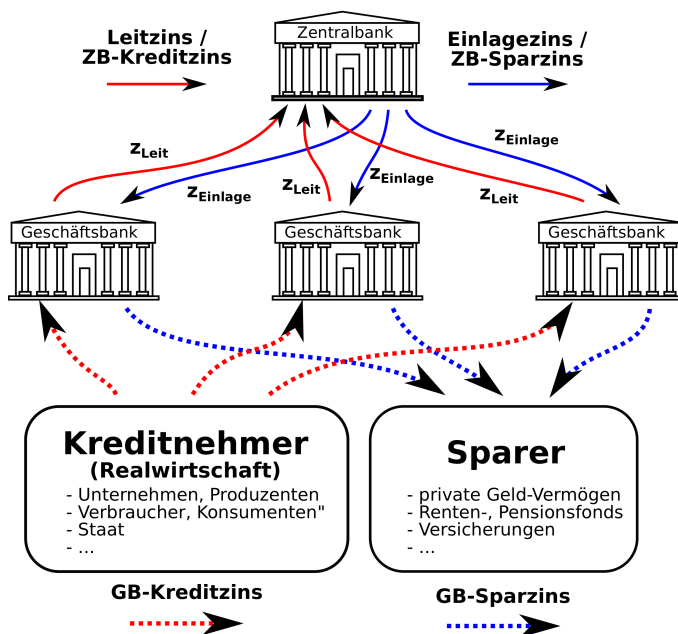 Zentralbank
Leitzins /
ZB-Kreditzins
Einlagezins /
ZB-Sparzins
zLeit
zEinlage
zLeit
zEinlage
zEinlage
zLeit
Geschäftsbank
Geschäftsbank
Geschäftsbank
Kreditnehmer
(Realwirtschaft)
- Unternehmen, Produzenten
- Verbraucher, Konsumenten"
- Staat
- ...
Sparer
- private Geld-Vermögen
- Renten-, Pensionsfonds
- Versicherungen
- ...
GB-Kreditzins
GB-Sparzins